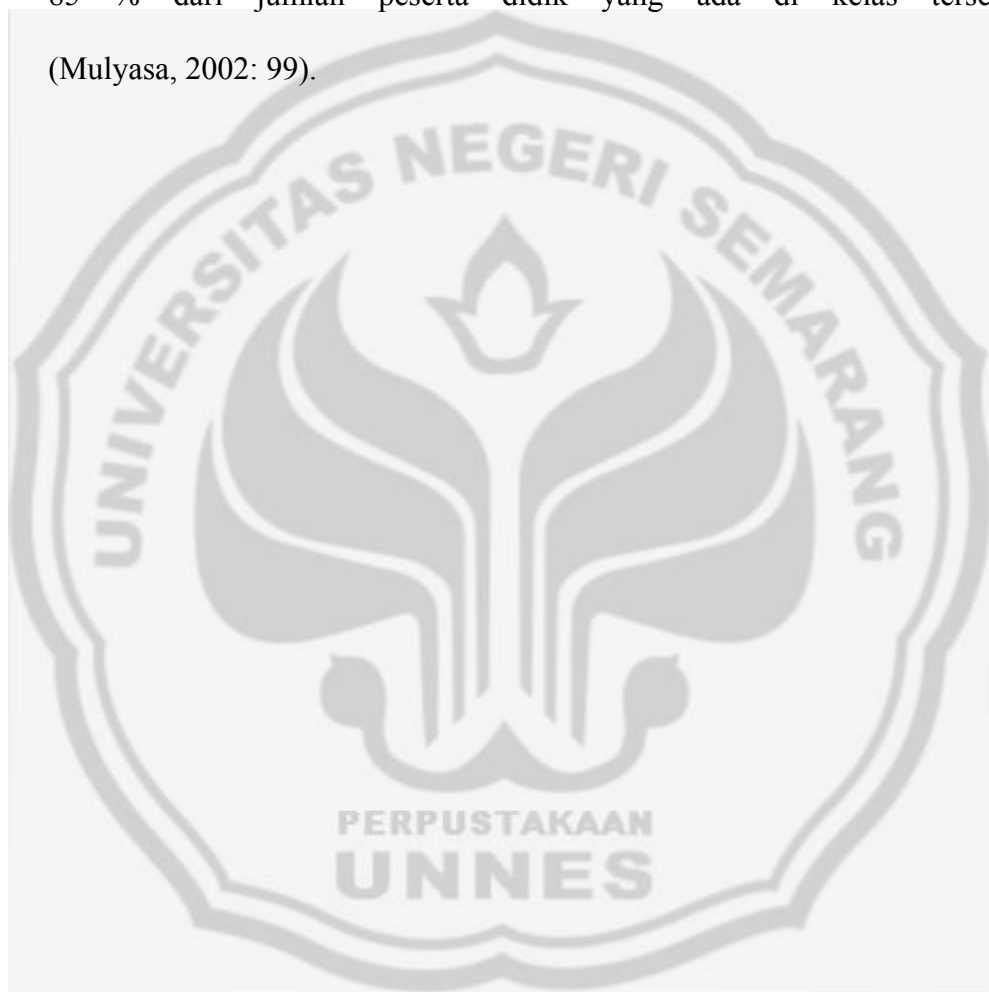 85 % dari jumlah peserta didik yang ada di kelas terse
(Mulyasa, 2002: 99).
UNIVERSITAS NEGERI SEMARANG
PERPUSTAKAAN
UNNES